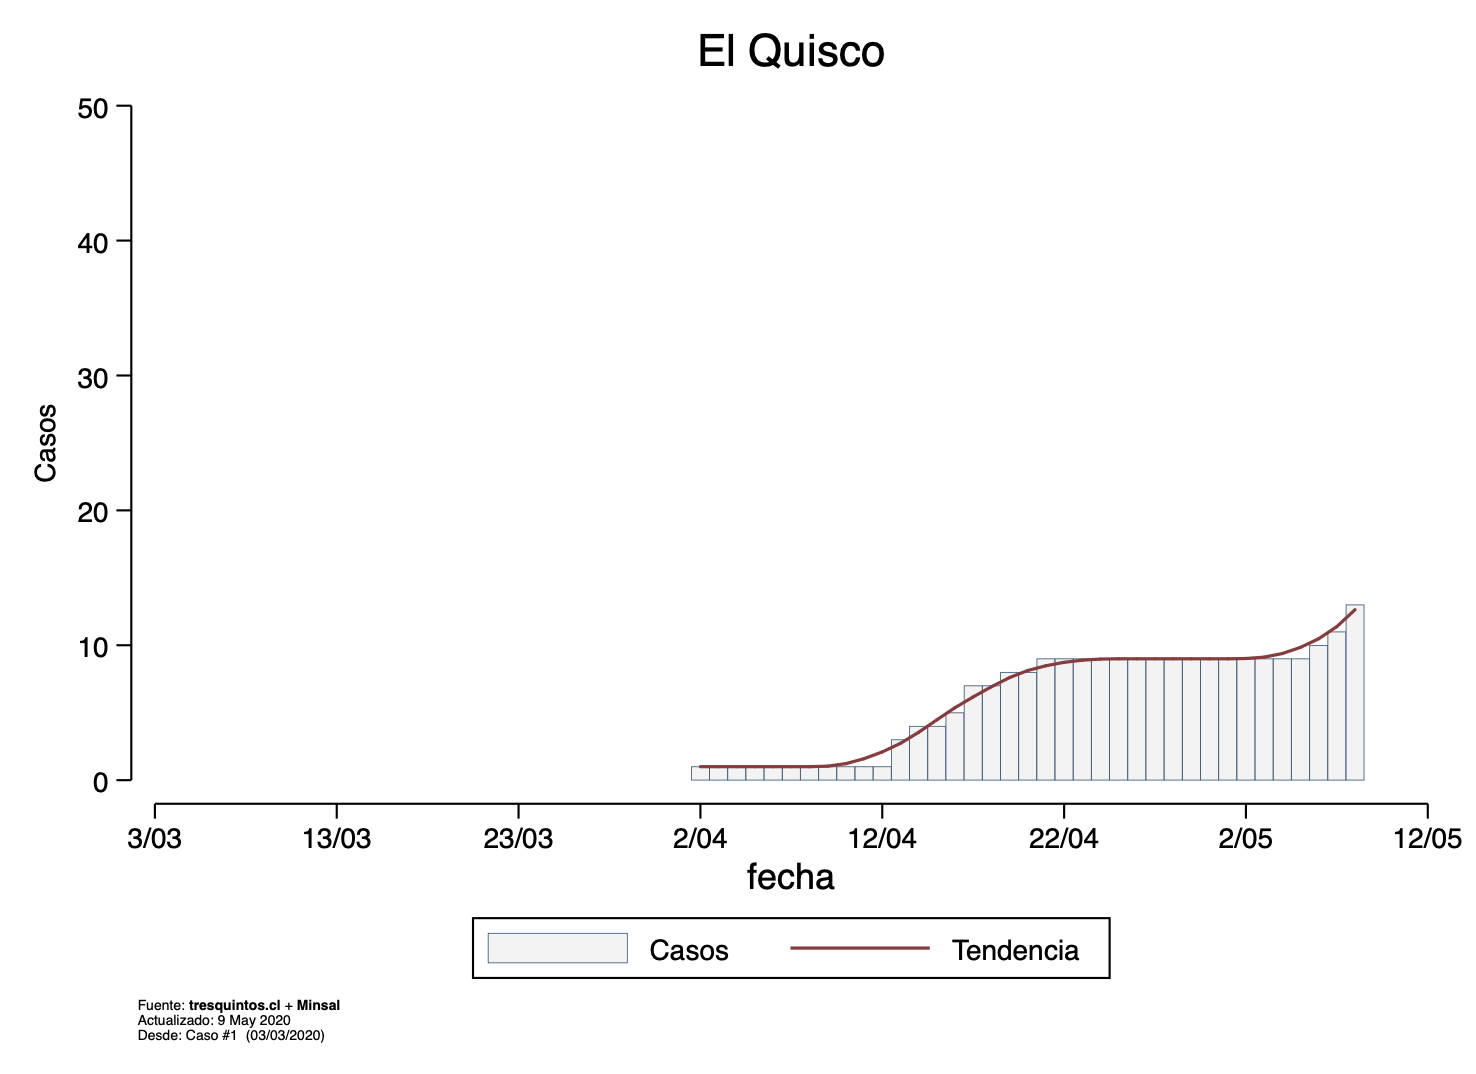 El Quisco
50
40
30
20
10
0
Casos
3/03 13/03 23/03 2/04 12/04 22/04 2/05 12/05
fecha
Casos Tendencia
Fuente: tresquintos.cl + Minsal
Actualizado: 9 May 2020
Desde: Caso #1 (03/03/2020)